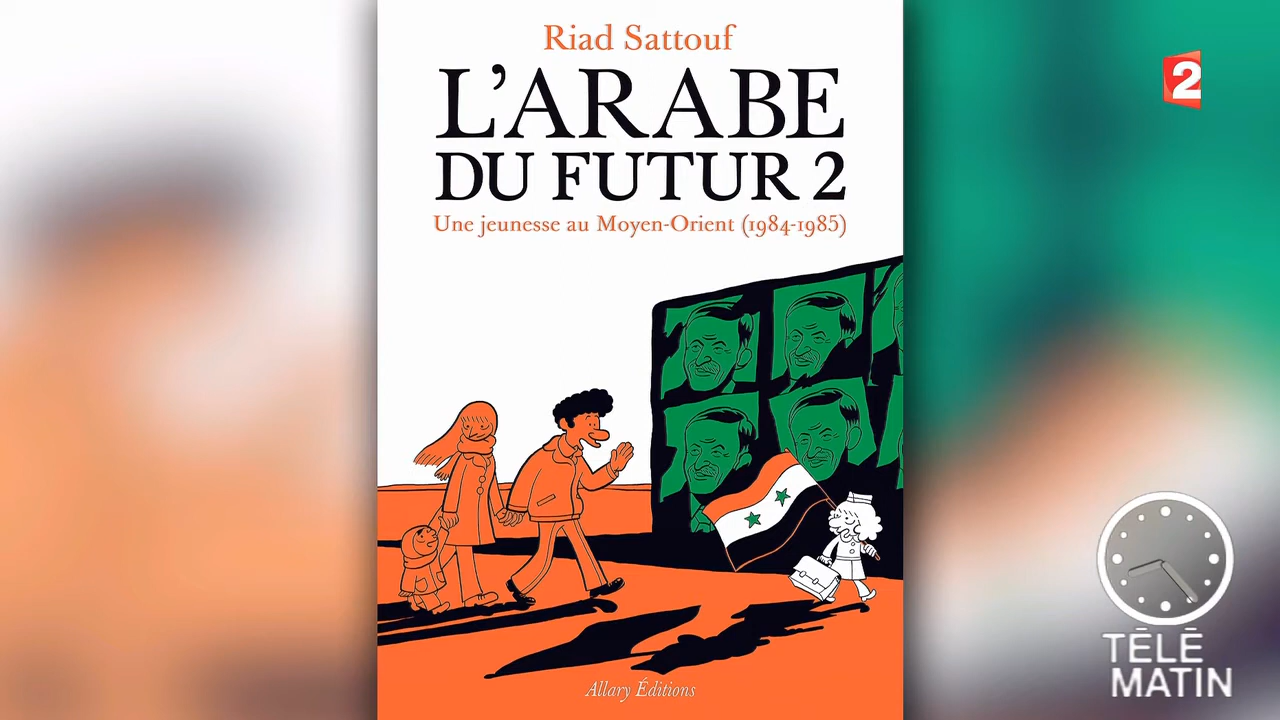 Riad Sattouf
L'ARABE
DU FUTUR 2
Une jeunesse au Moyen-Orient (1984-1985)
Allary Éditions
2
TÉLÉ
MATIN